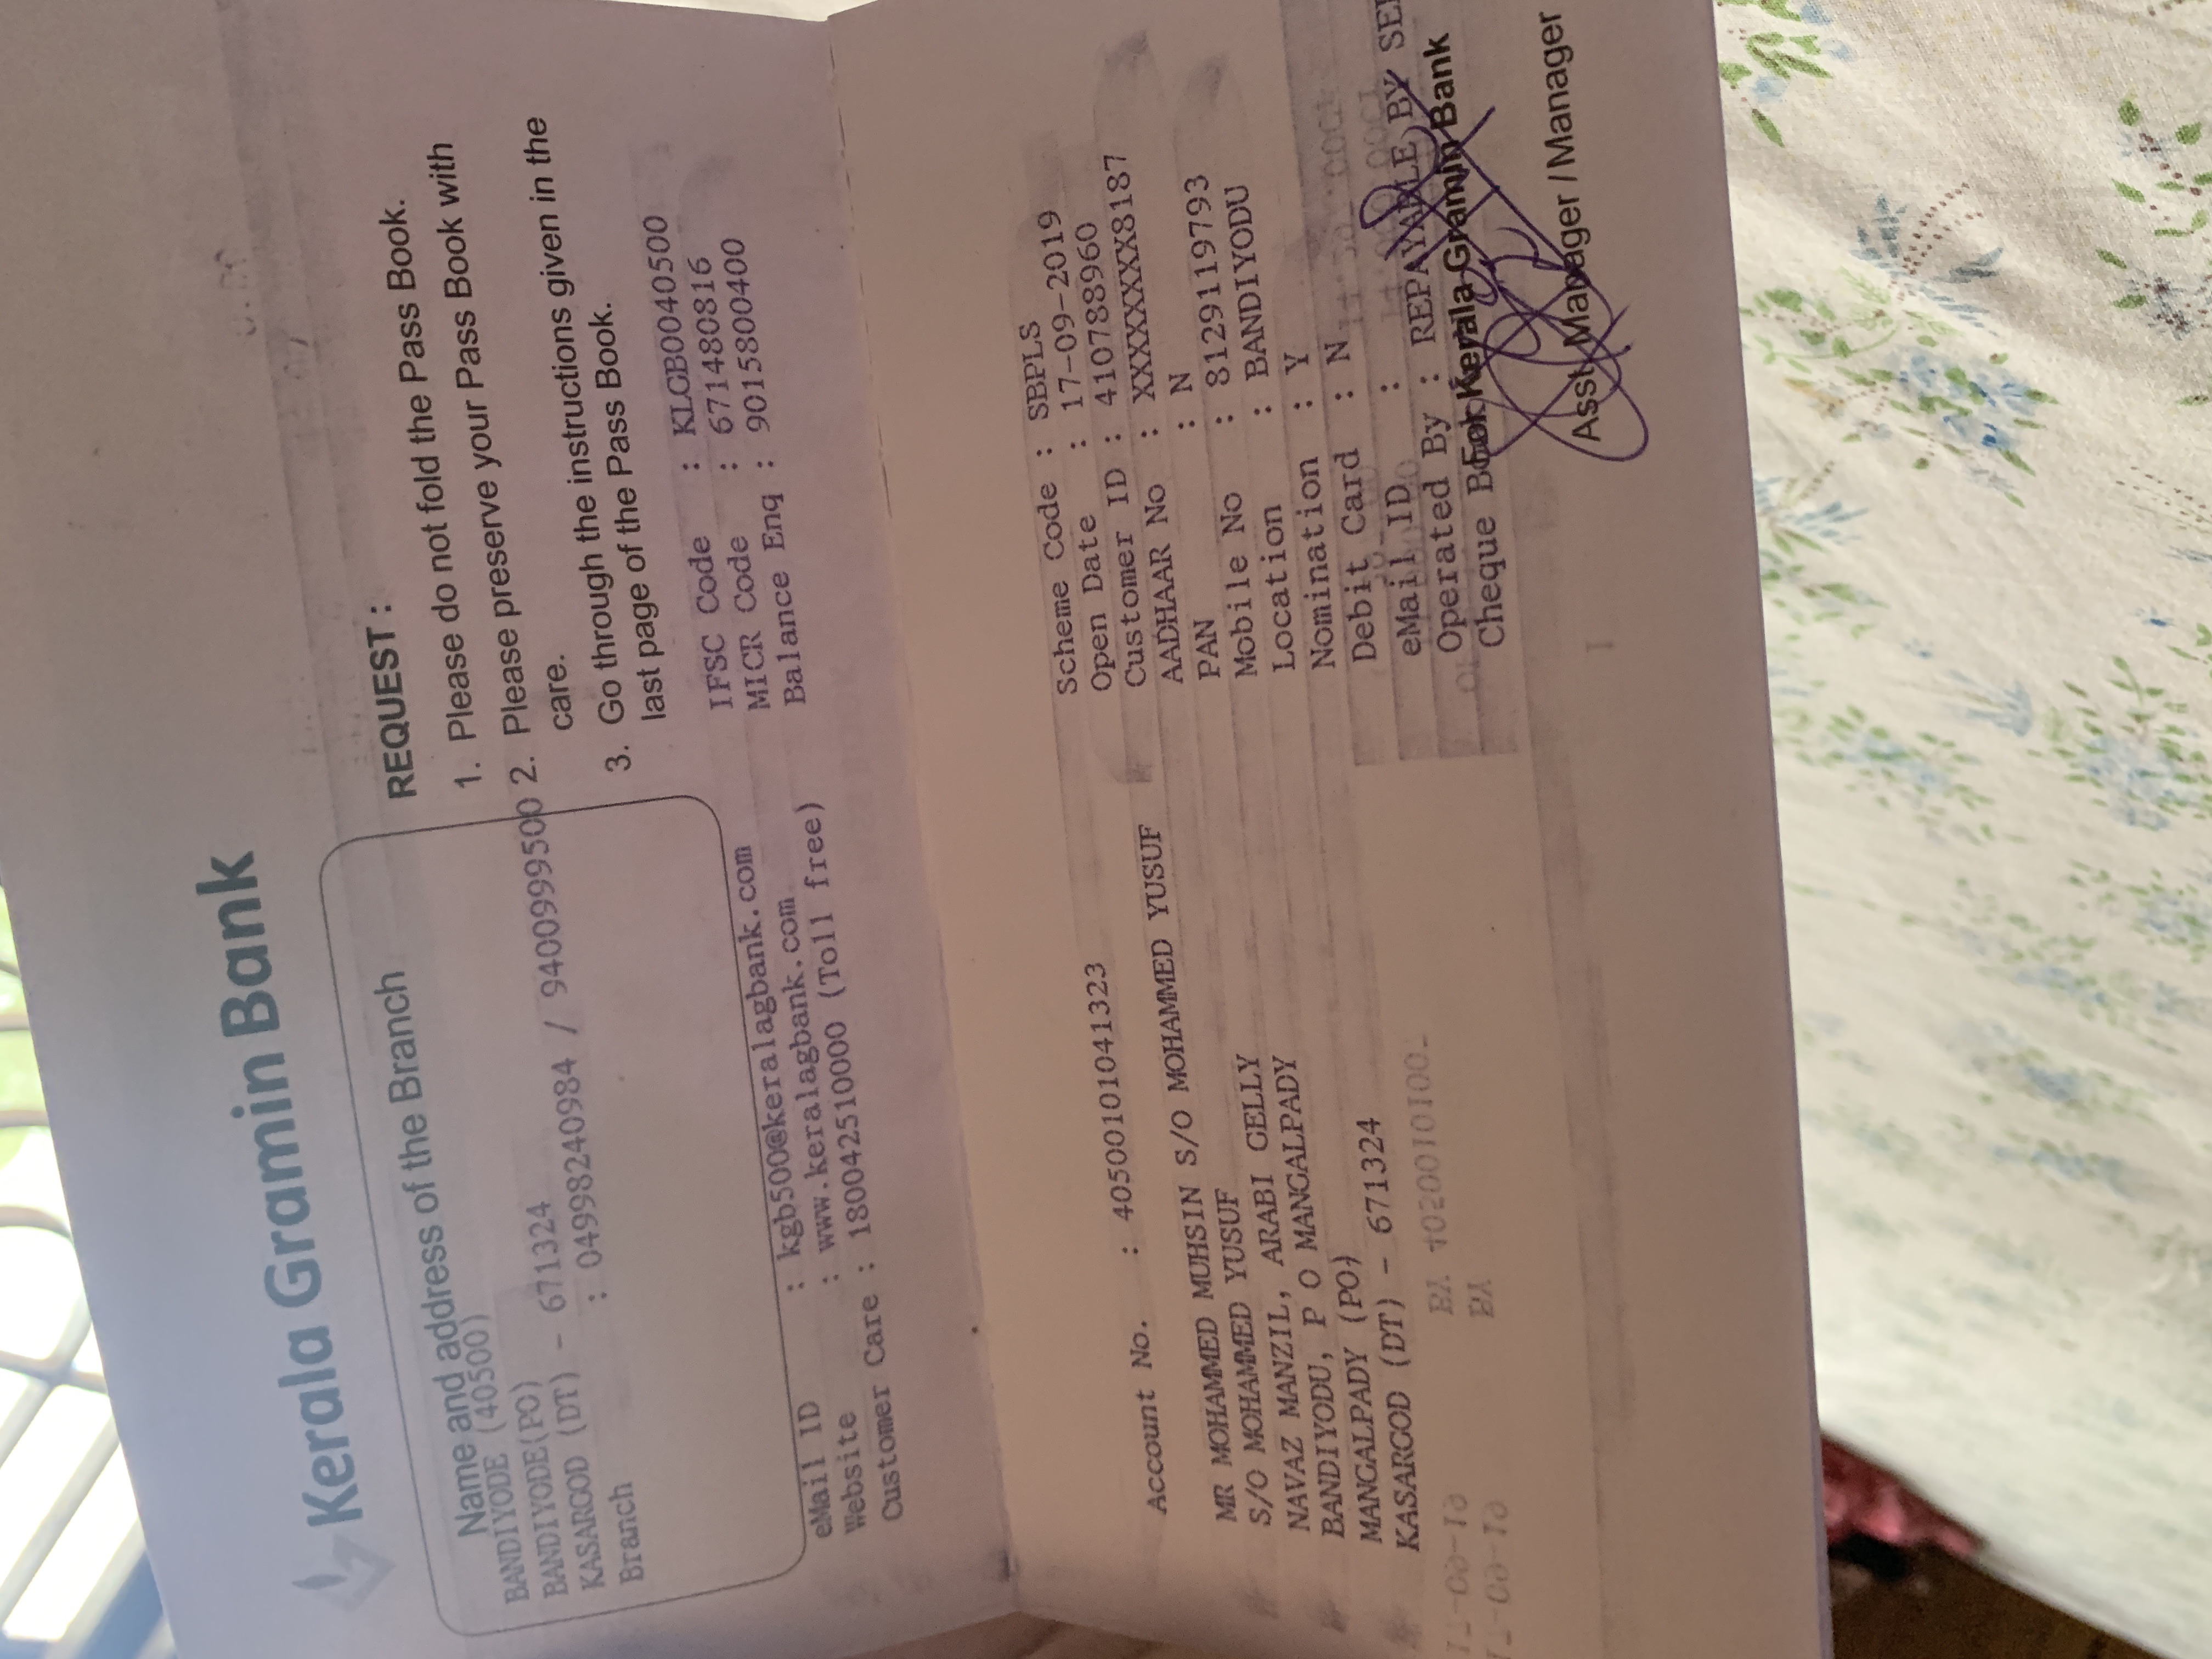 Kerala Gramin Bank
Name and address of the Branch
BANDIYODE (40500)
BANDIYODE(PO)
KASARGOD (DT) - 671324
Branch : 04998240984 / 9400999500
eMail ID : kgb500@keralagbank.com
Website : www.keralagbank.com
Customer Care : 180042510000 (Toll free)
REQUEST :
1. Please do not fold the Pass Book.
2. Please preserve your Pass Book with
care.
3. Go through the instructions given in the
last page of the Pass Book.
IFSC Code : KLGB0040500
MICR Code : 671480816
Balance Enq : 9015800400
Account No. : 40500101041323
MR MOHAMMED MUHSIN S/O MOHAMMED YUSUF
S/O MOHAMMED YUSUF
NAVAZ MANZIL, ARABI GELLY
BANDIYODU, P O MANGALPADY
MANGALPADY (PO)
KASARGOD (DT) - 671324
Scheme Code : SBPLS
Open Date : 17-09-2019
Customer ID : 410788960
AADHAAR No : XXXXXXXX8187
PAN : N
Mobile No : 8129119793
Location : BANDIYODU
Nomination : Y
Debit Card : N
eMail ID :
Operated By : REPAYABLE BY
Cheque
For Kerala Gramin Bank
Asst. Manager / Manager